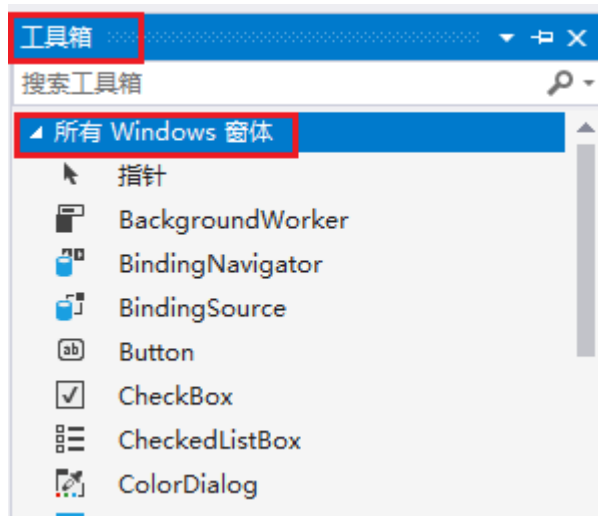 工具箱
搜索工具箱
所有 Windows 窗体
指针
BackgroundWorker
BindingNavigator
BindingSource
Button
CheckBox
CheckedListBox
ColorDialog